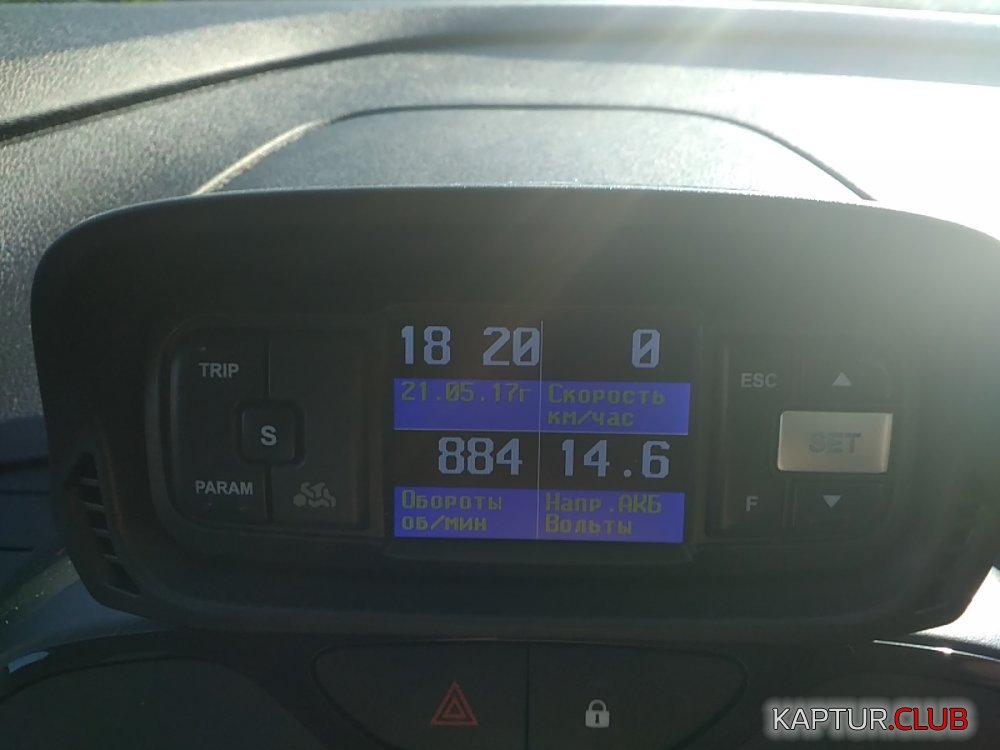 TRIP
S
PARAM
18 20 0
21.05.17г Скорость
км/час
884 14.6
Обороты Напр.АКБ
об/мин Вольты
ESC
SET
F
KAPTUR.CLUB